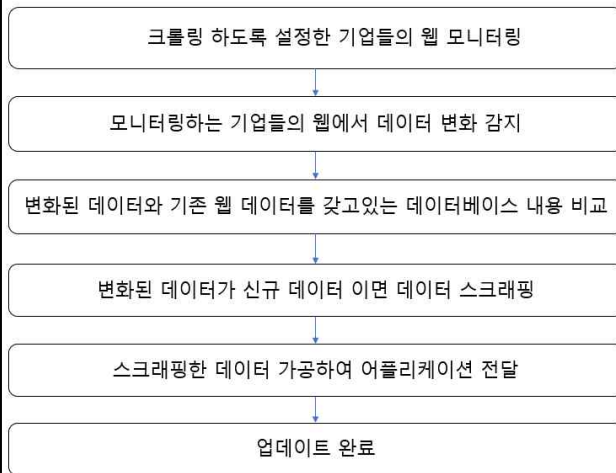 크롤링 하도록 설정한 기업들의 웹 모니터링
모니터링하는 기업들의 웹에서 데이터 변화 감지
변화된 데이터와 기존 웹 데이터를 갖고있는 데이터베이스 내용 비교
변화된 데이터가 신규 데이터 이면 데이터 스크래핑
스크래핑한 데이터 가공하여 어플리케이션 전달
업데이트 완료